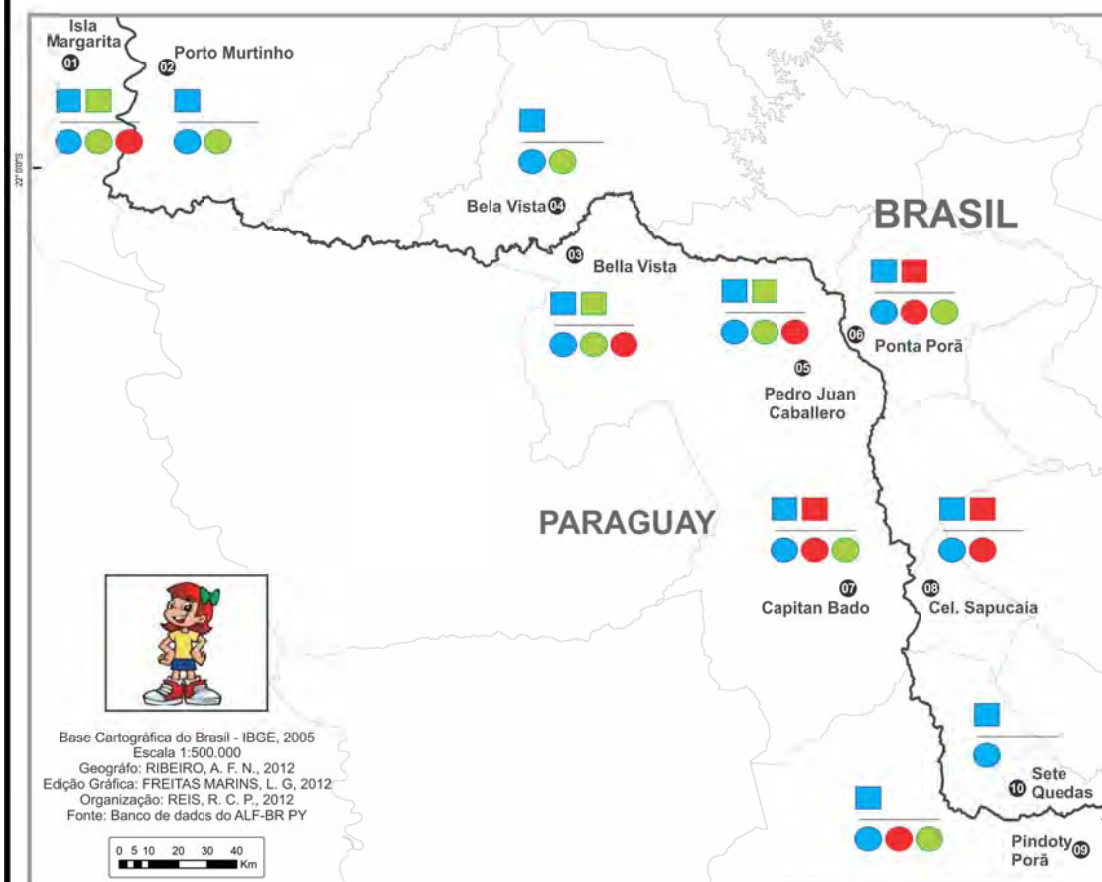 Isla
Margarita
01
02
Porto Murtinho
22°0'0"S
Bela Vista 04
03
Bella Vista
BRASIL
06
Ponta Porã
05
Pedro Juan
Caballero
PARAGUAY
07
Capitan Bado
08
Cel. Sapucaia
10
Sete
Quedas
Pindoty
Porã
09
Base Cartográfica do Brasil - IBGE, 2005
Escala 1:500.000
Geográfo: RIBEIRO, A. F. N., 2012
Edição Gráfica: FREITAS MARINS, L. G, 2012
Organização: REIS, R. C. P., 2012
Fonte: Banco de dados do ALF-BR PY
0 5 10 20 30 40
Km